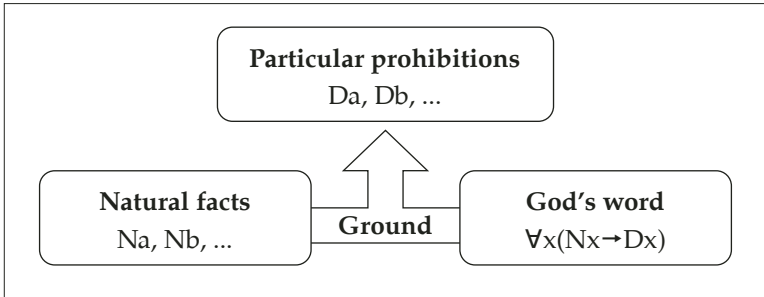 Particular prohibitions
Da, Db, ...
Natural facts
Na, Nb, ...
Ground
God's word
∀x(Nx→Dx)